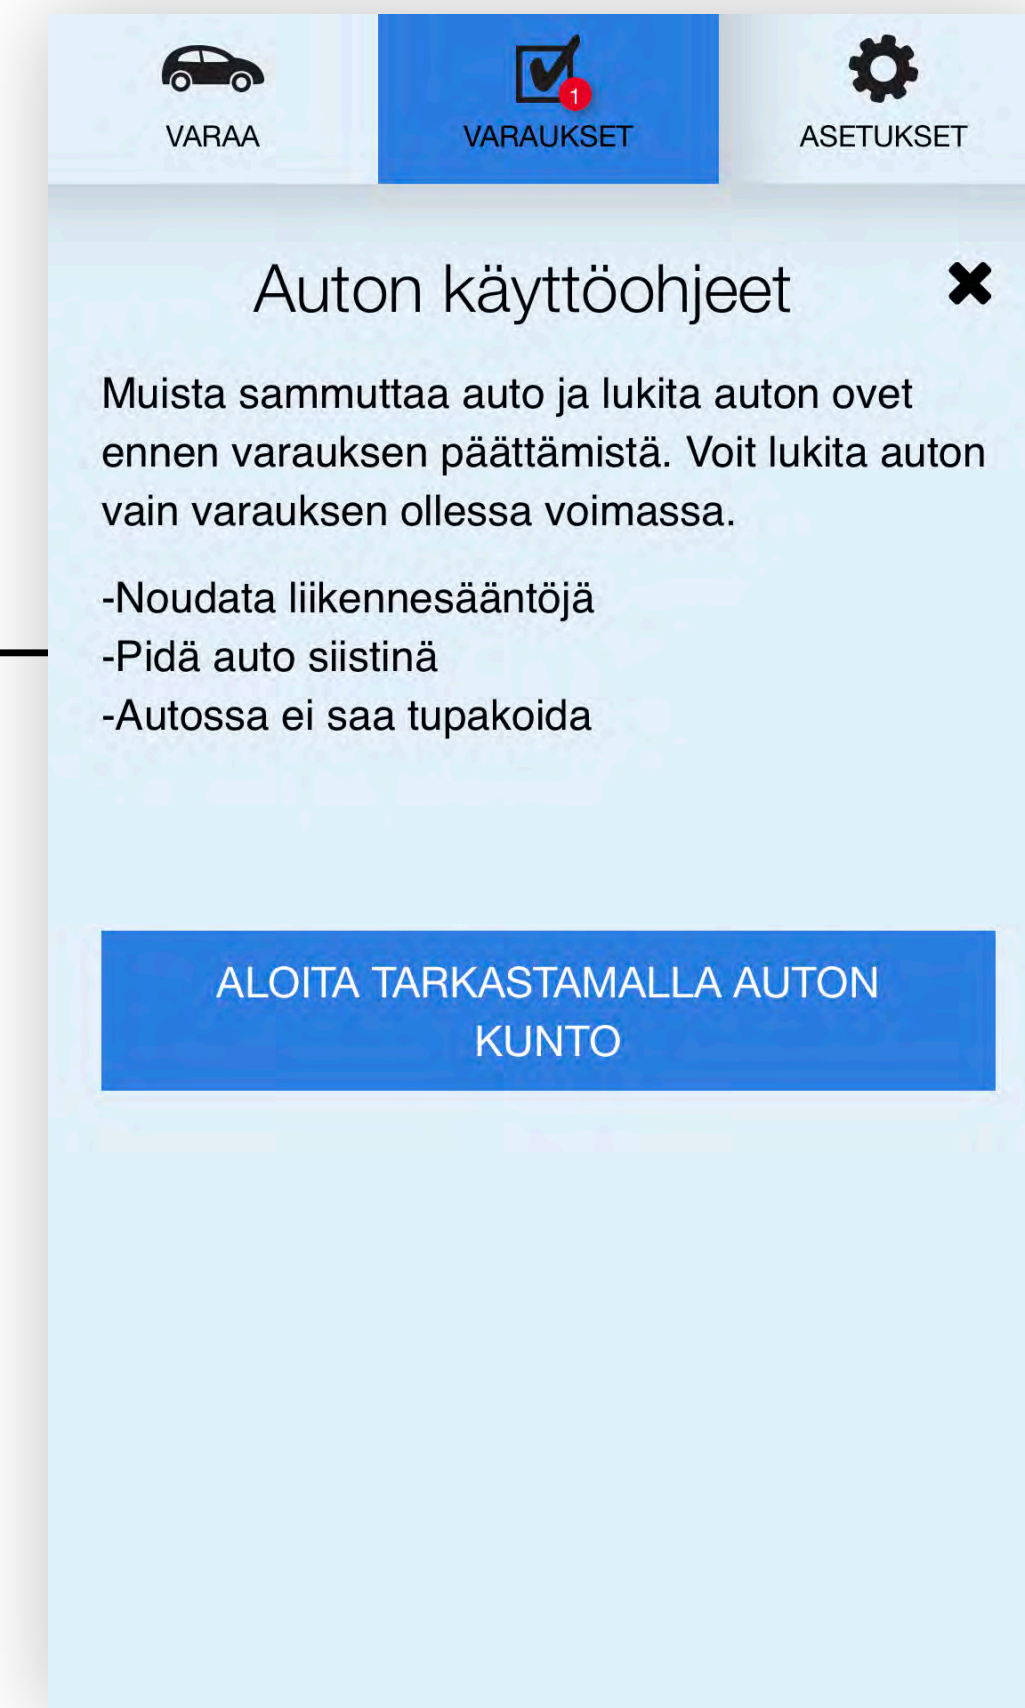 VARAA
VARAUKSET
1
ASETUKSET
Auton käyttöohjeet
Muista sammuttaa auto ja lukita auton ovet
ennen varauksen päättämistä. Voit lukita auton
vain varauksen ollessa voimassa.
-Noudata liikennesääntöjä
-Pidä auto siistinä
-Autossa ei saa tupakoida
ALOITA TARKASTAMALLA AUTON
KUNTO